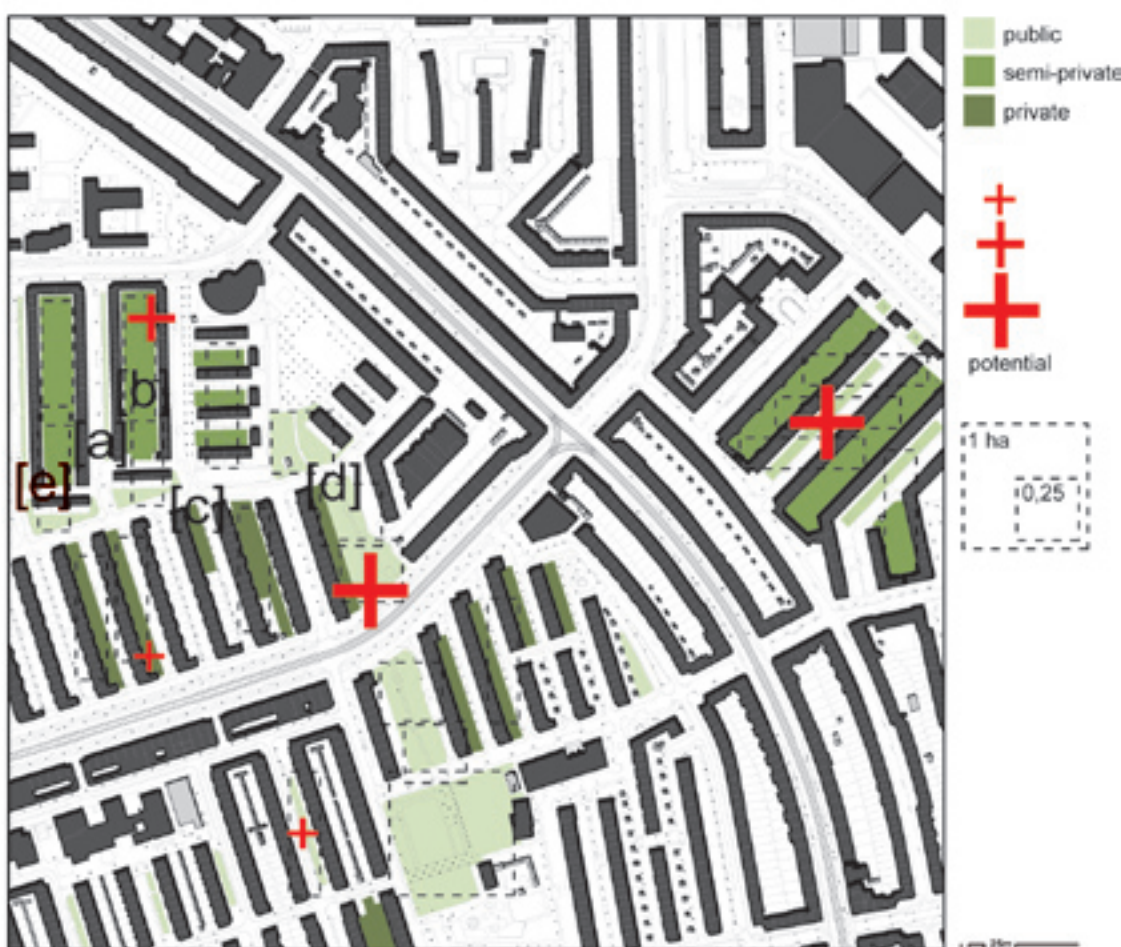 public
semi-private
private
potential
1 ha
0,25
b
[a]
[e]
[c]
[d]